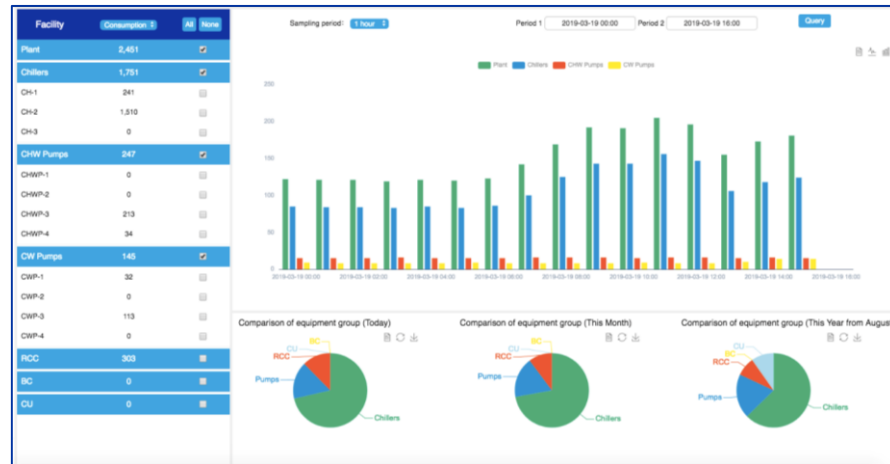 Facility Consumption All None
Plant 2,451
Chillers 1,751
CH-1 241
CH-2 1,510
CH-3 0
CHW Pumps 247
CHWP-1 0
CHWP-2 0
CHWP-3 213
CHWP-4 34
CW Pumps 145
CWP-1 32
CWP-2 0
CWP-3 113
CWP-4 0
RCC 303
BC 0
CU 0
Sampling period: 1 hour Period 1 2019-03-19 00:00 Period 2 2019-03-19 16:00 Query
Plant Chillers CHW Pumps CW Pumps
250
200
150
100
50
0
2019-03-19 00:00 2019-03-19 02:00 2019-03-19 04:00 2019-03-19 06:00 2019-03-19 08:00 2019-03-19 10:00 2019-03-19 12:00 2019-03-19 14:00 2019-03-19 16:00
Comparison of equipment group (Today)
BC
CU
RCC
Pumps
Chillers
Comparison of equipment group (This Month)
BC
CU
RCC
Pumps
Chillers
Comparison of equipment group (This Year from August
CU
BC
RCC
Pumps
Chillers